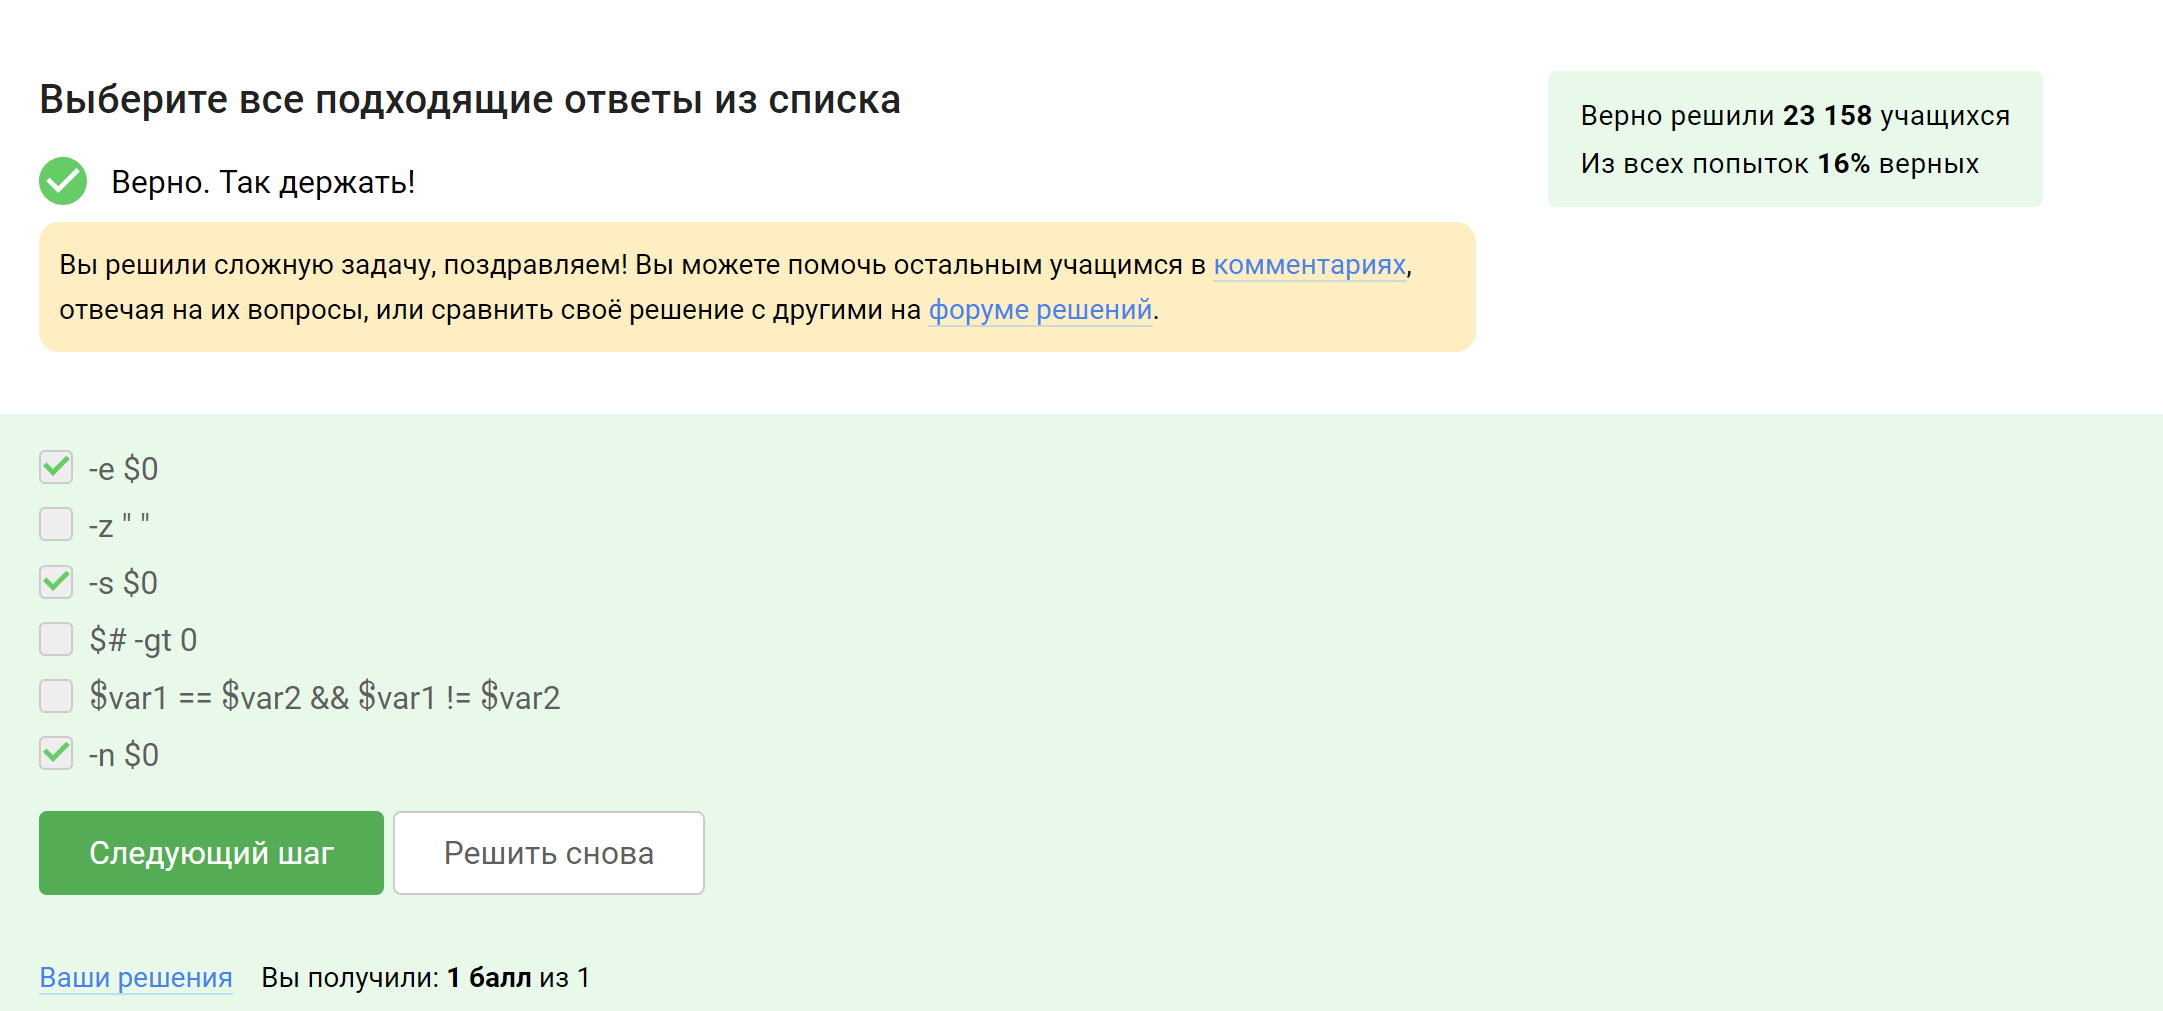 Выберите все подходящие ответы из списка
Верно. Так держать!
Вы решили сложную задачу, поздравляем! Вы можете помочь остальным учащимся в комментариях,
отвечая на их вопросы, или сравнить своё решение с другими на форуме решений.
Верно решили 23 158 учащихся
Из всех попыток 16% верных
-e $0
-z " "
-s $0
$# -gt 0
$var1 == $var2 && $var1 != $var2
-n $0
Следующий шаг
Решить снова
Ваши решения
Вы получили: 1 балл из 1